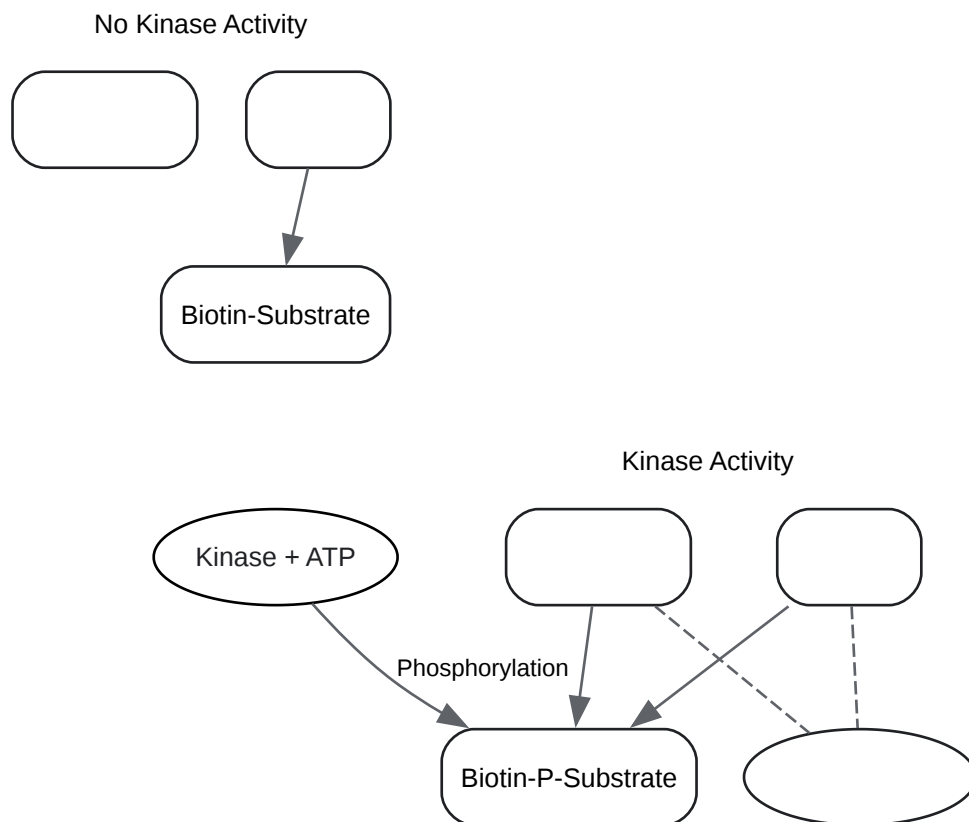 No Kinase Activity
Biotin-Substrate
Kinase Activity
Kinase + ATP
Phosphorylation
Biotin-P-Substrate